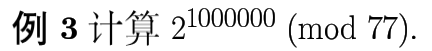 例 3 计算 2^{1000000} (mod 77).